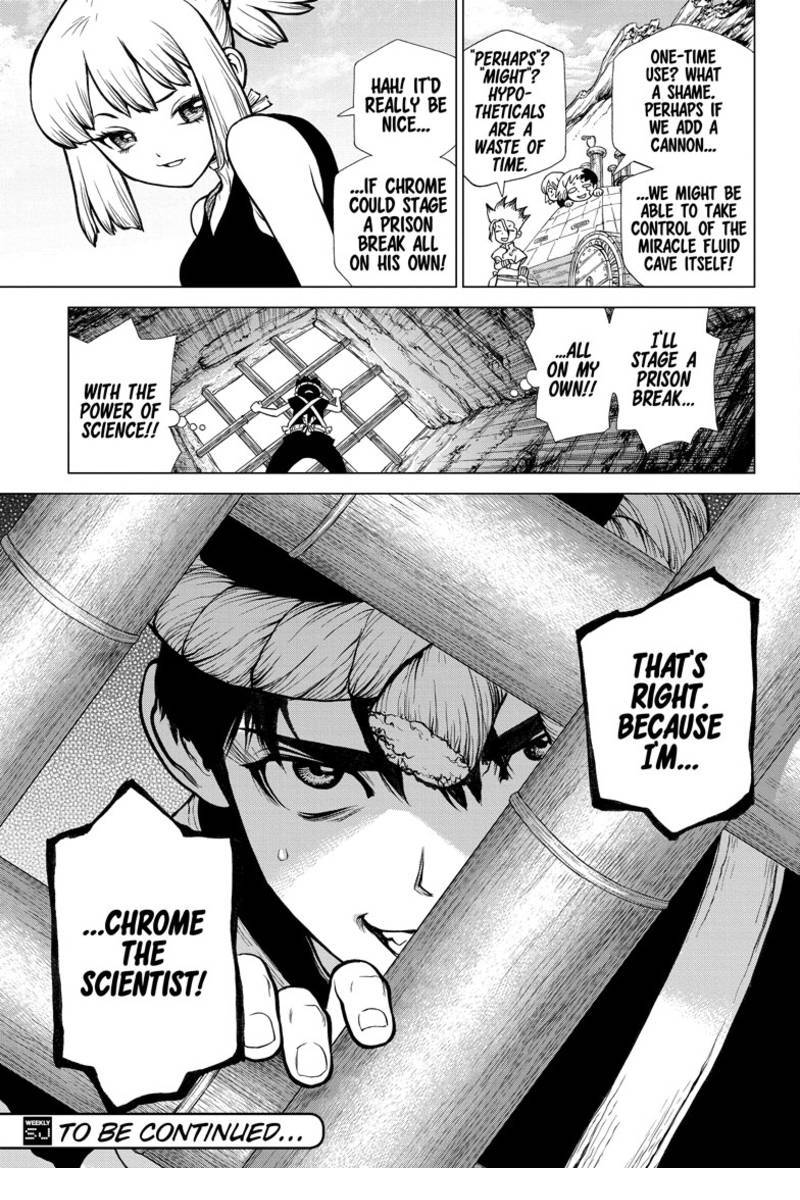 ONE-TIME
USE? WHAT
A SHAME.
PERHAPS IF
WE ADD A
CANNON...
...WE MIGHT BE
ABLE TO TAKE
CONTROL OF THE
MIRACLE FLUID
CAVE ITSELF!
"PERHAPS"?
"MIGHT"?
HYPO-
THETICALS
ARE A
WASTE OF
TIME.
HAH! IT'D
REALLY BE
NICE...
...IF CHROME
COULD STAGE
A PRISON
BREAK ALL
ON HIS OWN!
I'LL
STAGE A
PRISON
BREAK...
...ALL
ON MY
OWN!!
WITH THE
POWER OF
SCIENCE!!
THAT'S
RIGHT.
BECAUSE
I'M...
...CHROME
THE
SCIENTIST!
WEEKLY
SJ
TO BE CONTINUED...